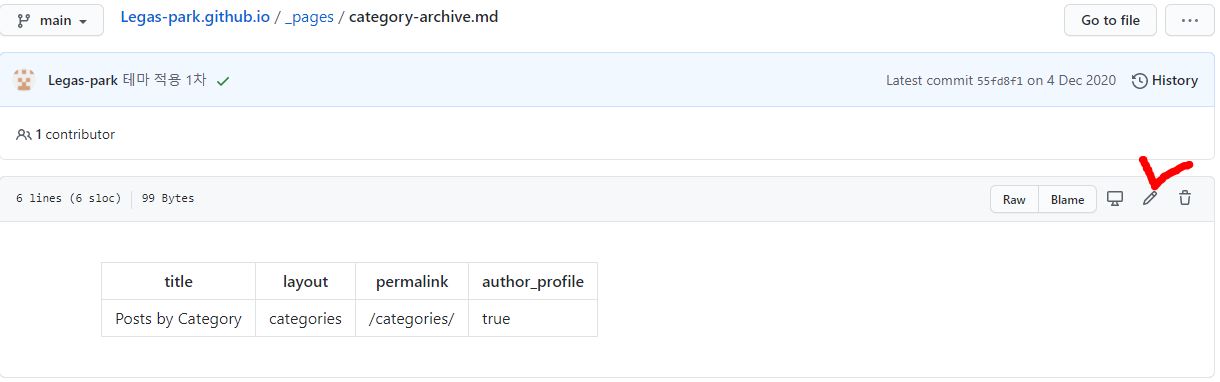 main Legas-park.github.io / _pages / category-archive.md Go to file ...
Legas-park 테마 적용 1차 Latest commit 55fd8f1 on 4 Dec 2020 History
1 contributor
6 lines (6 sloc) 99 Bytes Raw Blame
title layout permalink author_profile
Posts by Category categories /categories/ true